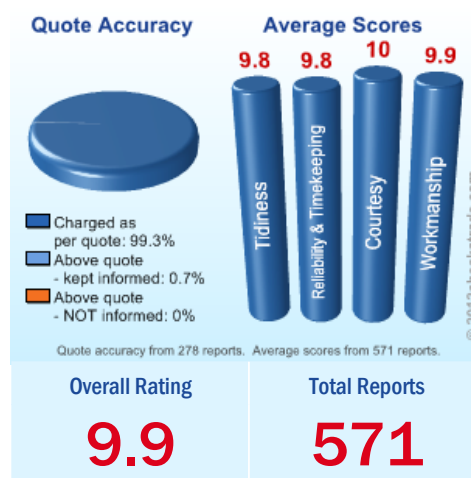 Quote Accuracy
Average Scores
9.8
9.8
10
9.9
Tidiness
Reliability & Timekeeping
Courtesy
Workmanship
Charged as
per quote: 99.3%
Above quote
- kept informed: 0.7%
Above quote
- NOT informed: 0%
Quote accuracy from 278 reports. Average scores from 571 reports.
Overall Rating
Total Reports
9.9
571